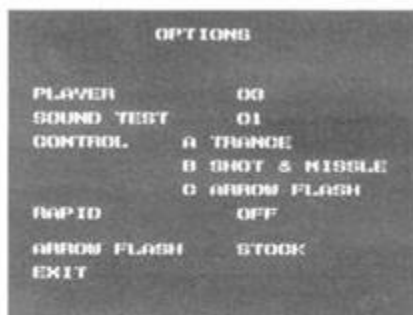 OPTIONS
PLAYER 03
SOUND TEST 01
CONTROL A TRANCE
B SHOT & MISSLE
C ARROW FLASH
RAPID OFF
ARROW FLASH STOCK
EXIT